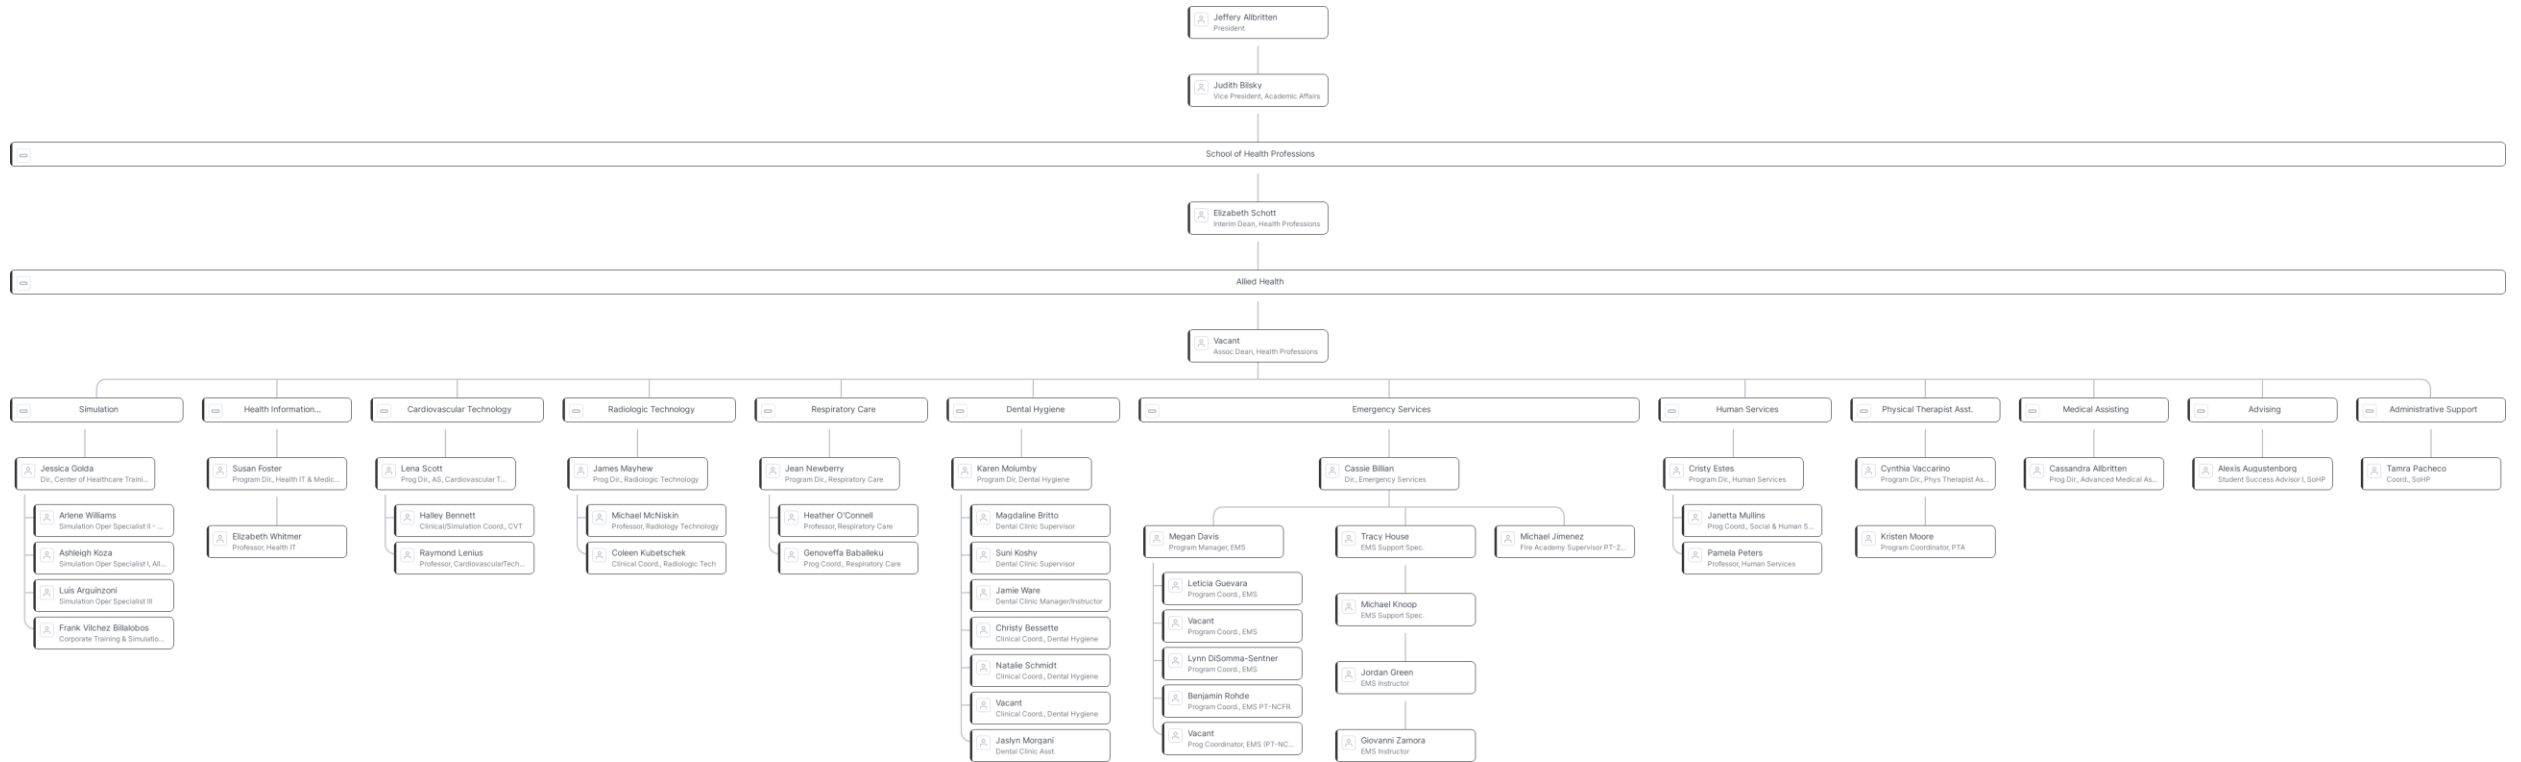 Jeffery Allbritten
President
Judith Bilsky
Vice President, Academic Affairs
School of Health Professions
Elizabeth Schott
Interim Dean, Health Professions
Allied Health
Vacant
Assoc Dean, Health Professions
Simulation
Health Information...
Cardiovascular Technology
Radiologic Technology
Respiratory Care
Dental Hygiene
Emergency Services
Human Services
Physical Therapist Asst.
Medical Assisting
Advising
Administrative Support
Jessica Golda
Dir., Center of Healthcare Traini...
Arlene Williams
Simulation Oper Specialist II - ...
Ashleigh Koza
Simulation Oper Specialist I, All...
Luis Arguinzoni
Simulation Oper Specialist III
Frank Vilchez Billalobos
Corporate Training & Simulatio...
Susan Foster
Program Dir., Health IT & Medic...
Elizabeth Whitmer
Professor, Health IT
Lena Scott
Prog Dir., AS, Cardiovascular T...
Halley Bennett
Clinical/Simulation Coord., CVT
Raymond Lenius
Professor, Cardiovascular/Tech...
James Mayhew
Prog Dir., Radiologic Technology
Michael McNiskin
Professor, Radiology Technology
Coleen Kubetschek
Clinical Coord., Radiologic Tech
Jean Newberry
Program Dir., Respiratory Care
Heather O'Connell
Professor, Respiratory Care
Genoveffa Baballeku
Prog Coord., Respiratory Care
Karen Molumby
Program Dir, Dental Hygiene
Magdaline Britto
Dental Clinic Supervisor
Suni Koshy
Dental Clinic Supervisor
Jamie Ware
Dental Clinic Manager/Instructor
Christy Bessette
Clinical Coord., Dental Hygiene
Natalie Schmidt
Clinical Coord., Dental Hygiene
Vacant
Clinical Coord., Dental Hygiene
Jaslyn Morgani
Dental Clinic Asst.
Cassie Billian
Dir., Emergency Services
Megan Davis
Program Manager, EMS
Leticia Guevara
Program Coord., EMS
Vacant
Program Coord., EMS
Lynn DiSomma-Sentner
Program Coord., EMS
Benjamin Rohde
Program Coord., EMS PT-NCFR
Vacant
Prog Coordinator, EMS (PT-NC...
Tracy House
EMS Support Spec.
Michael Knoop
EMS Support Spec.
Jordan Green
EMS Instructor
Giovanni Zamora
EMS Instructor
Michael Jimenez
Fire Academy Supervisor PT-2...
Cristy Estes
Program Dir., Human Services
Janetta Mullins
Prog Coord., Social & Human S...
Pamela Peters
Professor, Human Services
Cynthia Vaccarino
Program Dir., Phys Therapist As...
Kristen Moore
Program Coordinator, PTA
Cassandra Allbritten
Prog Dir., Advanced Medical As...
Alexis Augustenborg
Student Success Advisor I, SoHP
Tamra Pacheco
Coord., SoHP